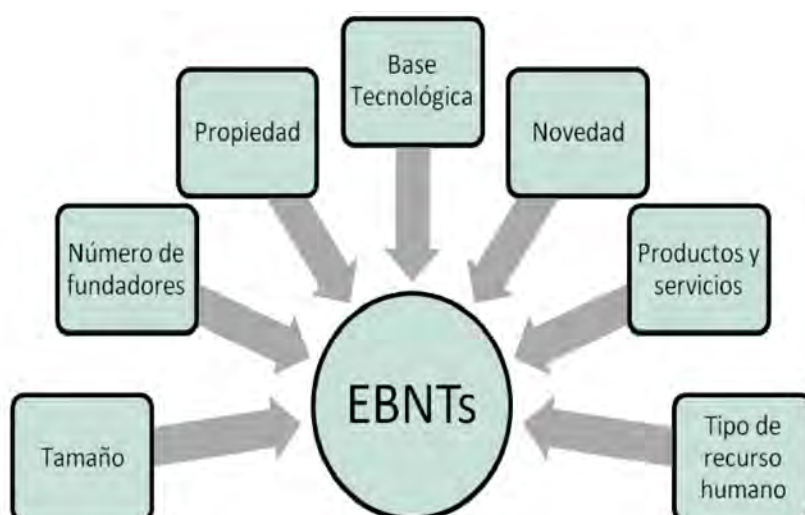 Base
Tecnológica
Propiedad
Novedad
Número de
fundadores
Productos y
servicios
EBNTs
Tamaño
Tipo de
recurso
humano